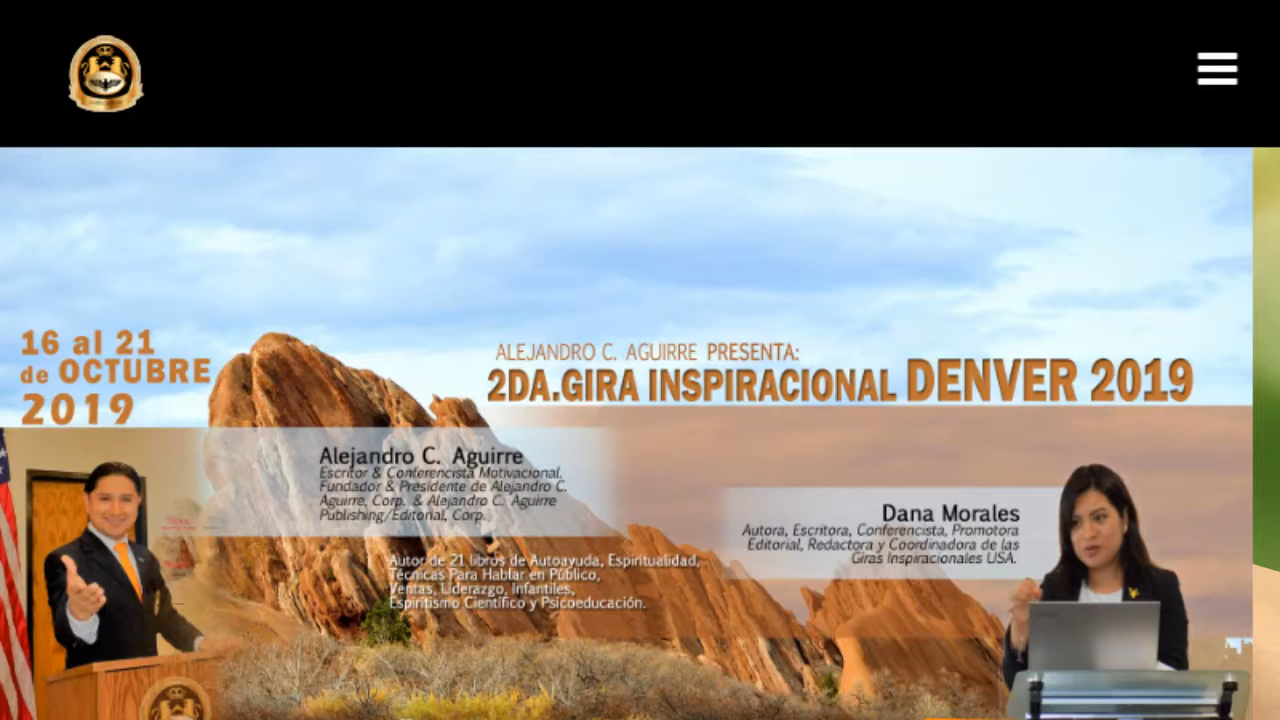 16 al 21
de OCTUBRE
2019
ALEJANDRO C. AGUIRRE PRESENTA:
2DA.GIRA INSPIRACIONAL DENVER 2019
Alejandro C. Aguirre
Escritor & Conferencista Motivacional.
Fundador & Presidente de Alejandro C.
Aguirre, Corp. & Alejandro C. Aguirre
Publishing/Editorial, Corp.
Autor de 21 libros de Autoayuda, Espiritualidad,
Técnicas Para Hablar en Público,
Ventas, Liderazgo, Infantiles,
Espiritismo Científico y Psicoeducación.
Dana Morales
Autora, Escritora, Conferencista, Promotora
Editorial, Redactora y Coordinadora de las
Giras Inspiracionales USA.